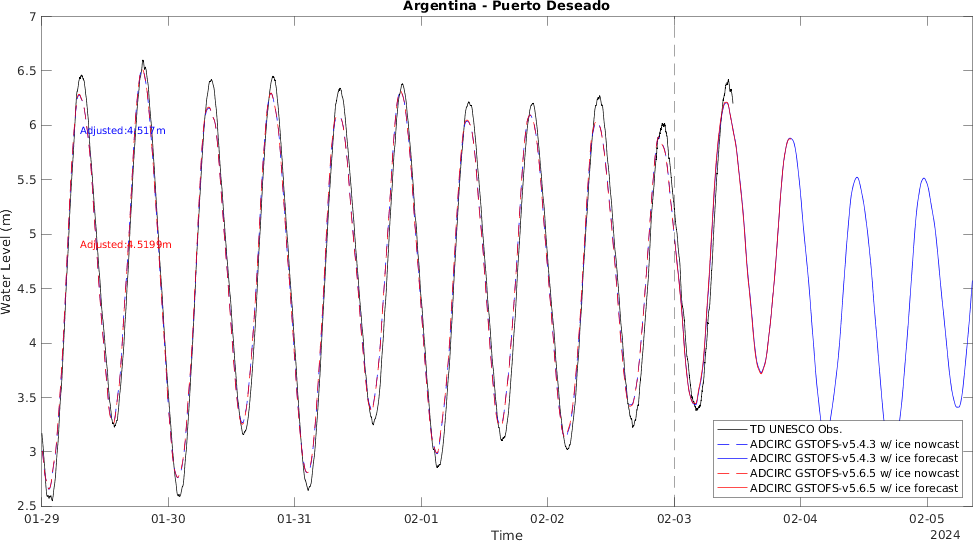 Argentina - Puerto Deseado
7
6.5
6
5.5
5
4.5
4
3.5
3
2.5
Water Level (m)
Adjusted:4.517m
Adjusted:4.5199m
TD UNESCO Obs.
ADCIRC GSTOFS-v5.4.3 w/ ice nowcast
ADCIRC GSTOFS-v5.4.3 w/ ice forecast
ADCIRC GSTOFS-v5.6.5 w/ ice nowcast
ADCIRC GSTOFS-v5.6.5 w/ ice forecast
01-29 01-30 01-31 02-01 02-02 02-03 02-04 02-05
Time
2024